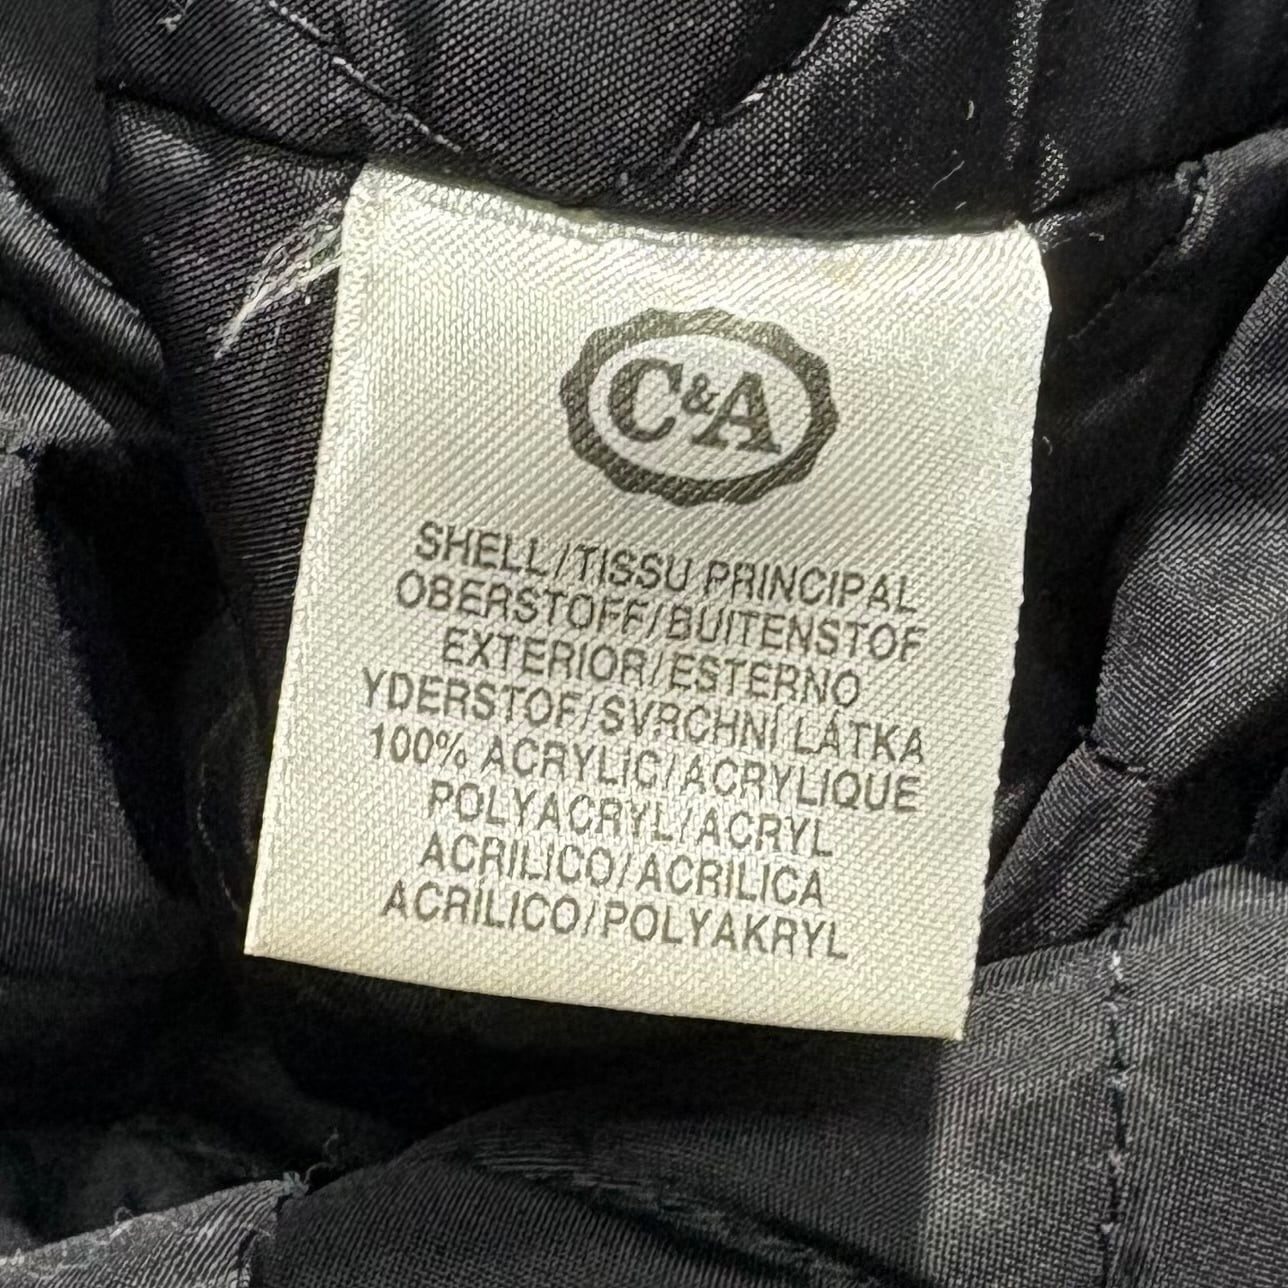 C&A
SHELL/TISSU PRINCIPAL
OBERSTOFF/BUITENSTOF
EXTERIOR/ESTERNO
YDERSTOF/SVRCHNÍ LÁTKA
100% ACRYLIC/ACRYLIQUE
POLYACRYL/ACRYL
ACRILICO/ACRILICA
ACRÍLICO/POLYAKRYL